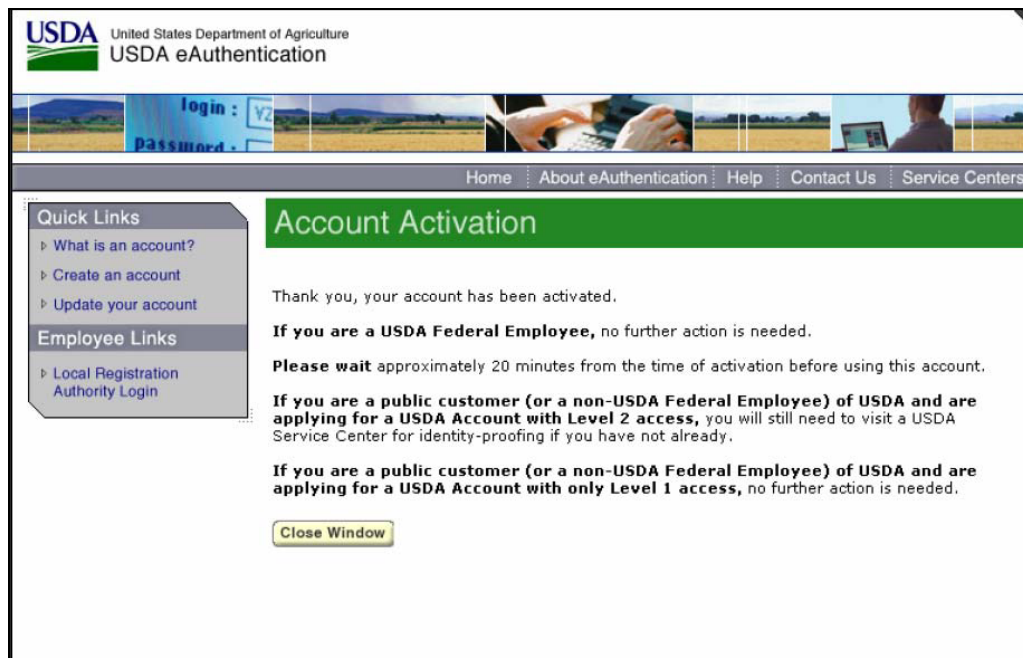 USDA
United States Department of Agriculture
USDA eAuthentication
login :
password :
Home
About eAuthentication
Help
Contact Us
Service Centers
Quick Links
What is an account?
Create an account
Update your account
Employee Links
Local Registration
Authority Login
Account Activation
Thank you, your account has been activated.
If you are a USDA Federal Employee, no further action is needed.
Please wait approximately 20 minutes from the time of activation before using this account.
If you are a public customer (or a non-USDA Federal Employee) of USDA and are
applying for a USDA Account with Level 2 access, you will still need to visit a USDA
Service Center for identity-proofing if you have not already.
If you are a public customer (or a non-USDA Federal Employee) of USDA and are
applying for a USDA Account with only Level 1 access, no further action is needed.
Close Window